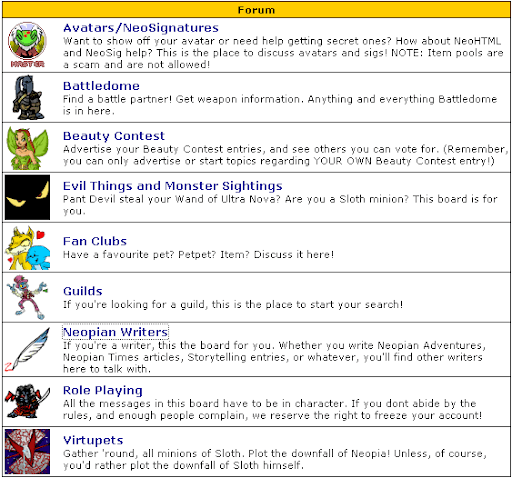 Forum
Avatars/NeoSignatures
Want to show off your avatar or need help getting secret ones? How about NeoHTML
and NeoSig help? This is the place to discuss avatars and sigs! NOTE: Item pools are
a scam and are not allowed!
MASTER
Battledome
Find a battle partner! Get weapon information. Anything and everything Battledome
is in here.
Beauty Contest
Advertise your Beauty Contest entries, and see others you can vote for. (Remember,
you can only advertise or start topics regarding YOUR OWN Beauty Contest entry!)
Evil Things and Monster Sightings
Pant Devil steal your Wand of Ultra Nova? Are you a Sloth minion? This board is for
you.
Fan Clubs
Have a favourite pet? Petpet? Item? Discuss it here!
Guilds
If you're looking for a guild, this is the place to start your search!
Neopian Writers
If you're a writer, this the board for you. Whether you write Neopian Adventures,
Neopian Times articles, Storytelling entries, or whatever, you'll find other writers
here to talk with.
Role Playing
All the messages in this board have to be in character. If you dont abide by the
rules, and enough people complain, we reserve the right to freeze your account!
Virtupets
Gather 'round, all minions of Sloth. Plot the downfall of Neopia! Unless, of course,
you'd rather plot the downfall of Sloth himself.